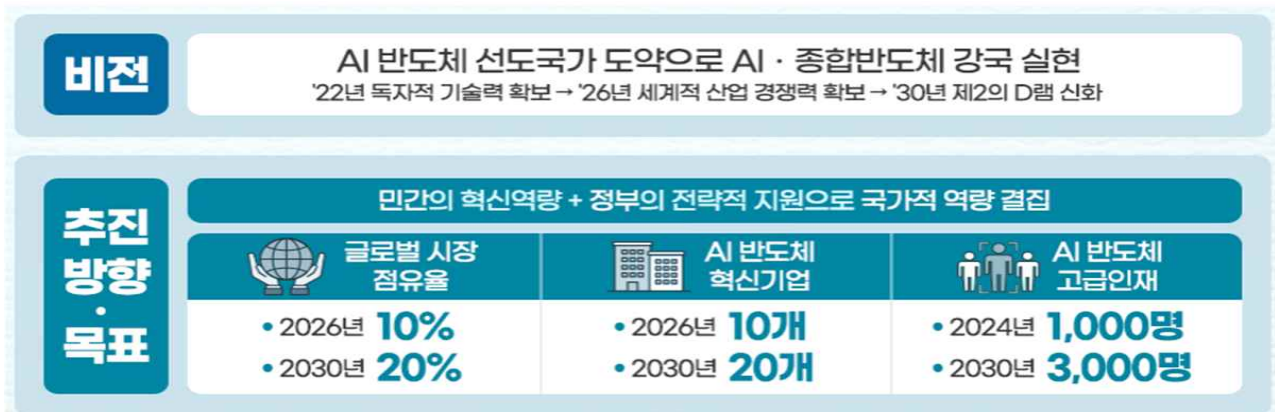 비전
AI 반도체 선도국가 도약으로 AI · 종합반도체 강국 실현
'22년 독자적 기술력 확보 → '26년 세계적 산업 경쟁력 확보 → '30년 제2의 D램 신화
추진
방향
·
목표
민간의 혁신역량 + 정부의 전략적 지원으로 국가적 역량 결집
글로벌 시장
점유율
• 2026년 10%
• 2030년 20%
AI 반도체
혁신기업
• 2026년 10개
• 2030년 20개
AI 반도체
고급인재
• 2024년 1,000명
• 2030년 3,000명